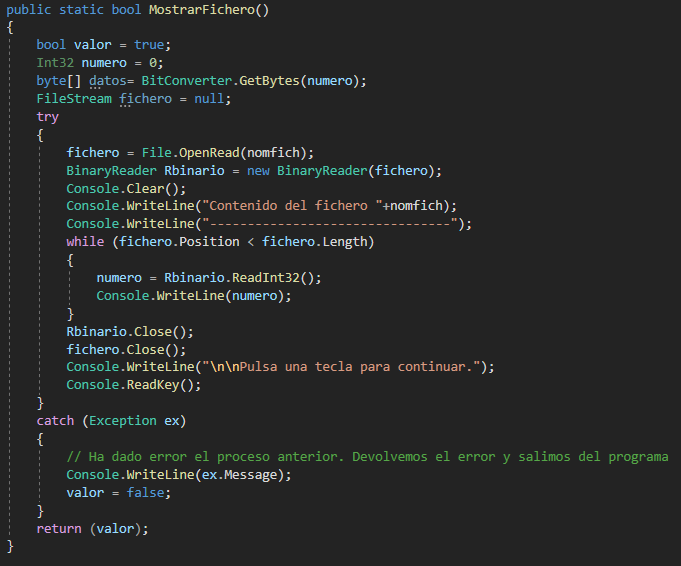 public static bool MostrarFichero()
{
    bool valor = true;
    Int32 numero = 0;
    byte[] datos= BitConverter.GetBytes(numero);
    FileStream fichero = null;
    try
    {
        fichero = File.OpenRead(nomfich);
        BinaryReader Rbinario = new BinaryReader(fichero);
        Console.Clear();
        Console.WriteLine("Contenido del fichero "+nomfich);
        Console.WriteLine("--------------------------------");
        while (fichero.Position < fichero.Length)
        {
            numero = Rbinario.ReadInt32();
            Console.WriteLine(numero);
        }
        Rbinario.Close();
        fichero.Close();
        Console.WriteLine("\n\nPulsa una tecla para continuar.");
        Console.ReadKey();
    }
    catch (Exception ex)
    {
        // Ha dado error el proceso anterior. Devolvemos el error y salimos del programa
        Console.WriteLine(ex.Message);
        valor = false;
    }
    return (valor);
}